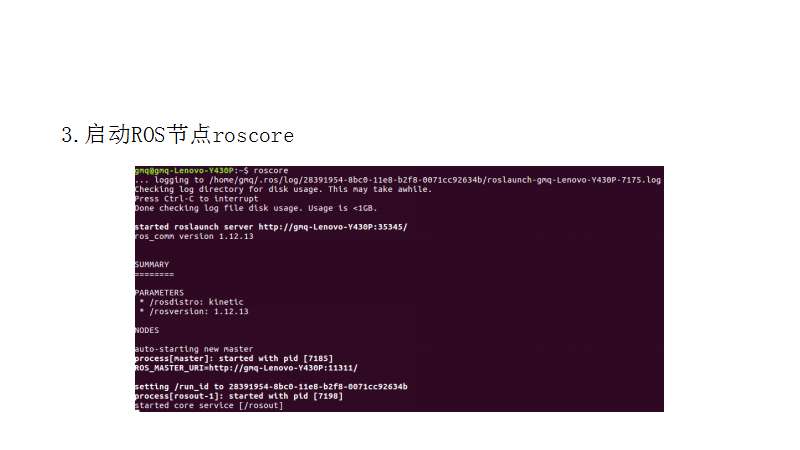 3.启动ROS节点roscore
gmq@gmq-Lenovo-Y430P:~$ roscore
... logging to /home/gmq/.ros/log/28391954-8bc0-11e8-b2f8-0071cc92634b/roslaunch-gmq-Lenovo-Y430P-7175.log
Checking log directory for disk usage. This may take awhile.
Press Ctrl-C to interrupt
Done checking log file disk usage. Usage is <1GB.
started roslaunch server http://gmq-Lenovo-Y430P:35345/
ros_comm version 1.12.13
SUMMARY
========
PARAMETERS
* /rosdistro: kinetic
* /rosversion: 1.12.13
NODES
auto-starting new master
process[master]: started with pid [7185]
ROS_MASTER_URI=http://gmq-Lenovo-Y430P:11311/
setting /run_id to 28391954-8bc0-11e8-b2f8-0071cc92634b
process[rosout-1]: started with pid [7198]
started core service [/rosout]